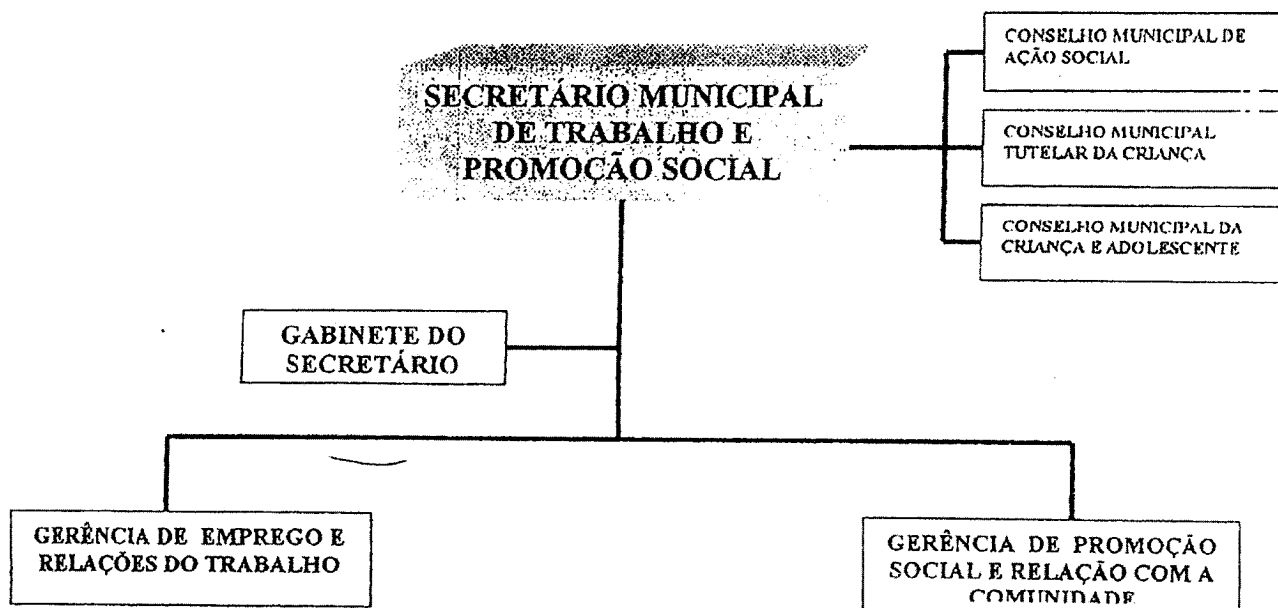 SECRETÁRIO MUNICIPAL
DE TRABALHO E
PROMOÇÃO SOCIAL
CONSELHO MUNICIPAL DE
AÇÃO SOCIAL
CONSELHO MUNICIPAL
TUTELAR DA CRIANÇA
CONSELHO MUNICIPAL DA
CRIANÇA E ADOLESCENTE
GABINETE DO
SECRETÁRIO
GERÊNCIA DE EMPREGO E
RELAÇÕES DO TRABALHO
GERÊNCIA DE PROMOÇÃO
SOCIAL E RELAÇÃO COM A
COMUNIDADE